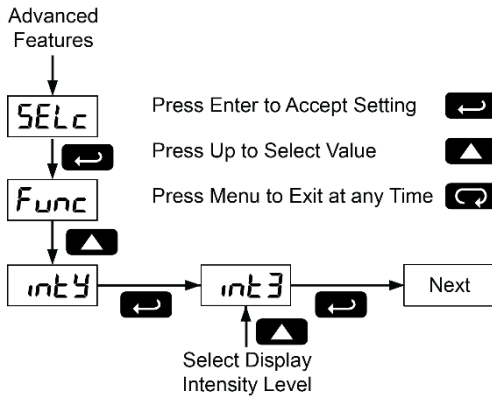 Advanced
Features
SELc
Press Enter to Accept Setting
Press Up to Select Value
Func
Press Menu to Exit at any Time
intY
int3
Next
Select Display
Intensity Level